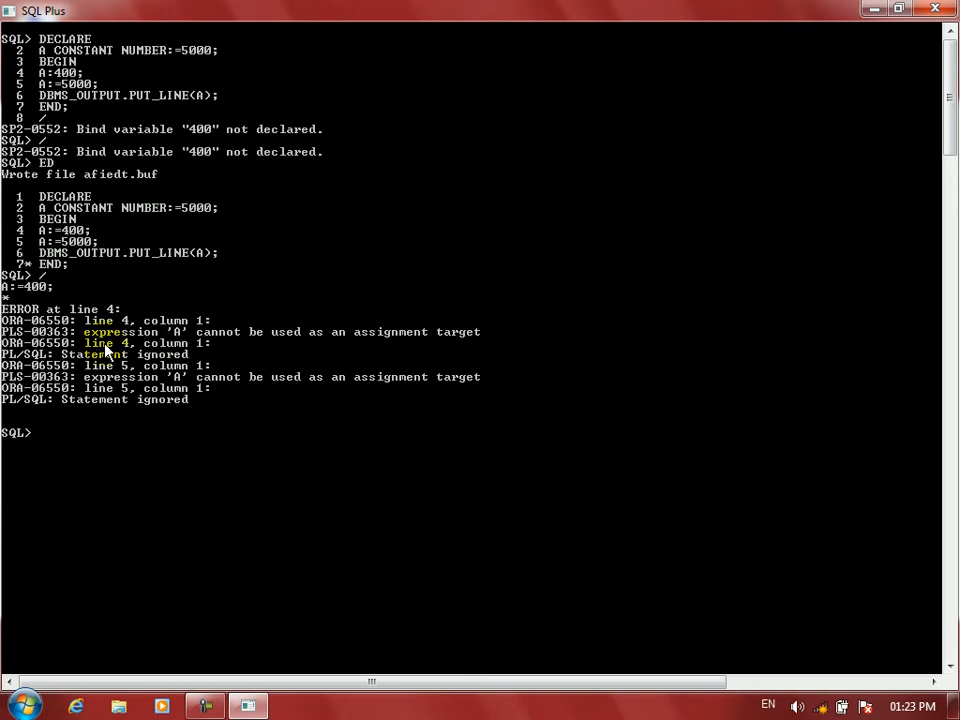 SQL Plus
SQL> DECLARE
2 A CONSTANT NUMBER:=5000;
3 BEGIN
4 A:400;
5 A:=5000;
6 DBMS_OUTPUT.PUT_LINE(A);
7 END;
8 /
SP2-0552: Bind variable "400" not declared.
SQL> /
SP2-0552: Bind variable "400" not declared.
SQL> ED
Wrote file afiedt.buf
1 DECLARE
2 A CONSTANT NUMBER:=5000;
3 BEGIN
4 A:=400;
5 A:=5000;
6 DBMS_OUTPUT.PUT_LINE(A);
7* END;
SQL> /
A:=400;
*
ERROR at line 4:
ORA-06550: line 4, column 1:
PLS-00363: expression 'A' cannot be used as an assignment target
ORA-06550: line 4, column 1:
PL/SQL: Statement ignored
ORA-06550: line 5, column 1:
PLS-00363: expression 'A' cannot be used as an assignment target
ORA-06550: line 5, column 1:
PL/SQL: Statement ignored
SQL>
EN
01:23 PM